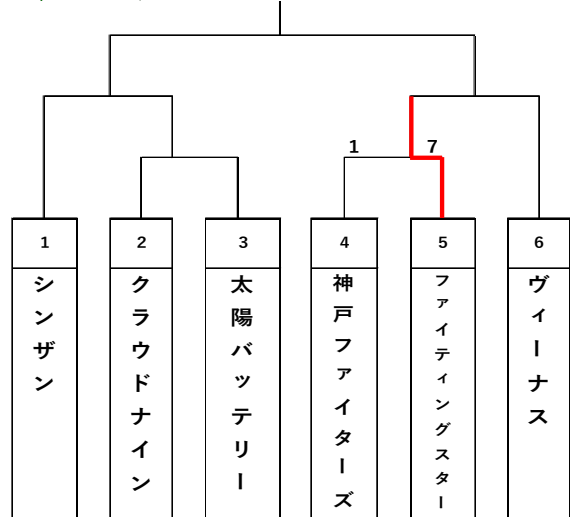 1 7
1
2
3
4
5
6
シンザン
クラウドナイン
太陽バッテリー
神戸ファイターズ
ファイティングスター
ヴィーナス